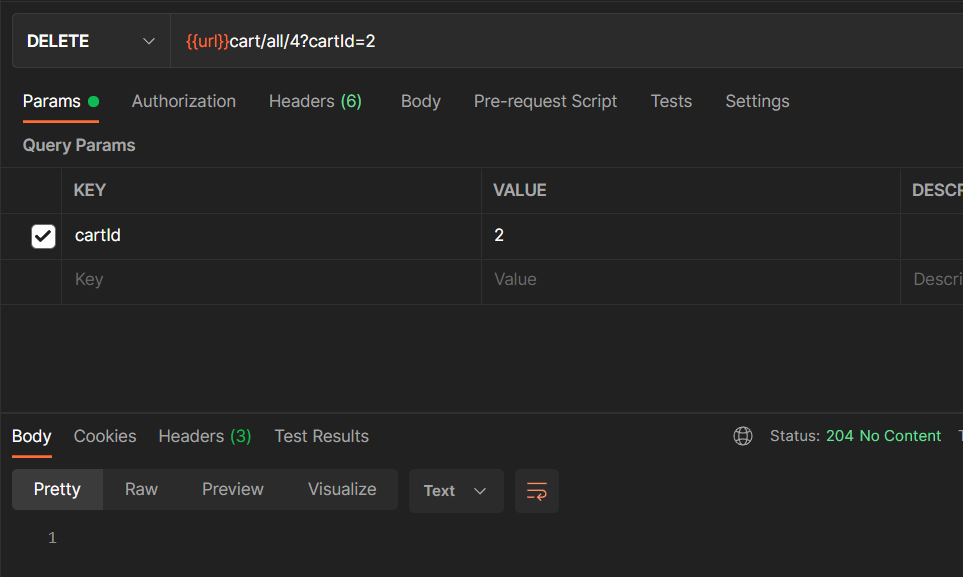 DELETE {{url}}cart/all/4?cartId=2
Params Authorization Headers (6) Body Pre-request Script Tests Settings
Query Params
KEY VALUE DESCR
cartId 2
Key Value Descri
Body Cookies Headers (3) Test Results Status: 204 No Content T
Pretty Raw Preview Visualize Text
1